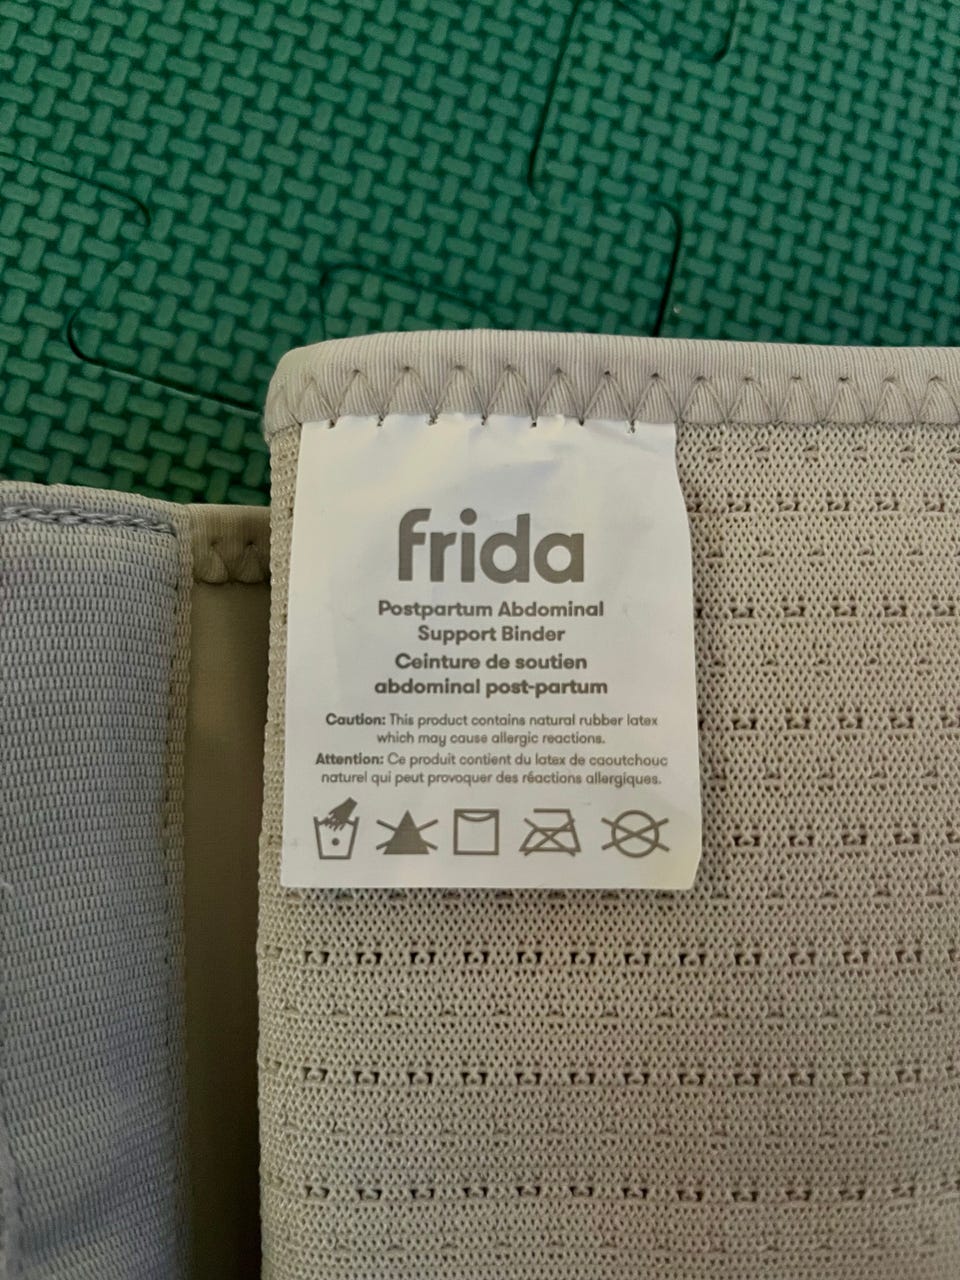 frida
Postpartum Abdominal
Support Binder
Ceinture de soutien
abdominal post-partum
Caution: This product contains natural rubber latex
which may cause allergic reactions.
Attention: Ce produit contient du latex de caoutchouc
naturel qui peut provoquer des réactions allergiques.